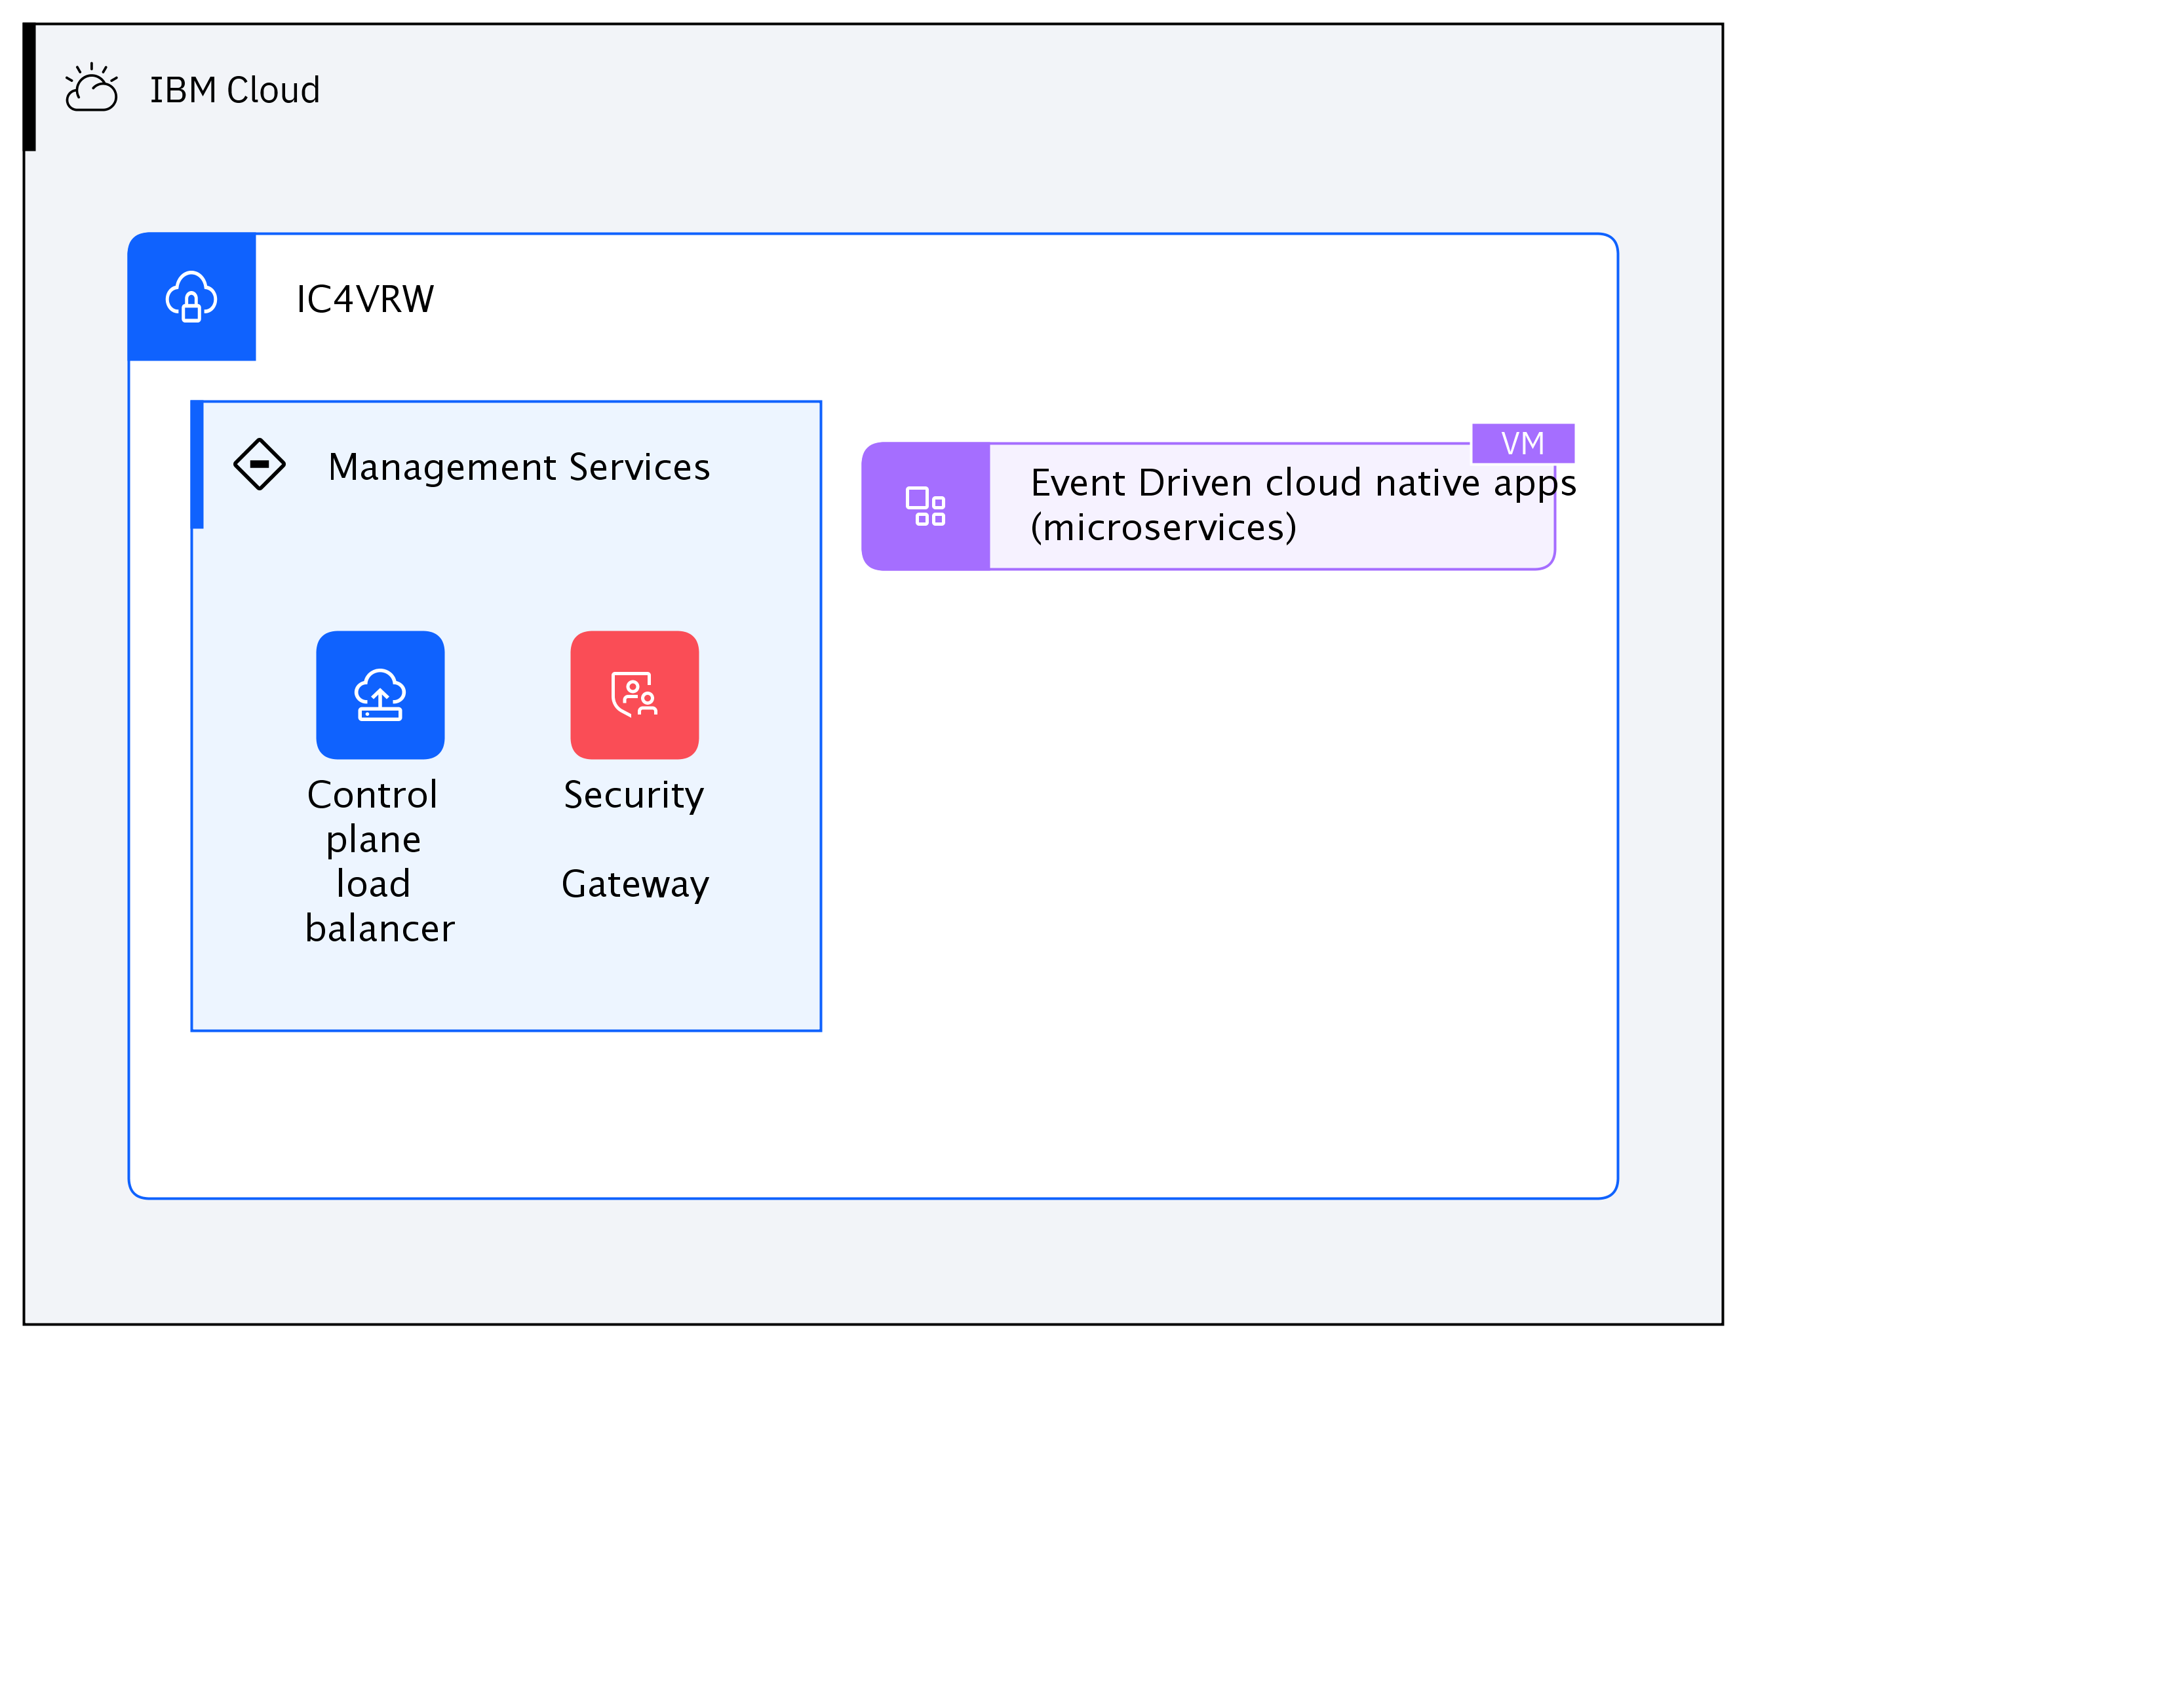 IBM Cloud
IC4VRW
Management Services
VM
Event Driven cloud native apps
(microservices)
Control
plane
load
balancer
Security
Gateway